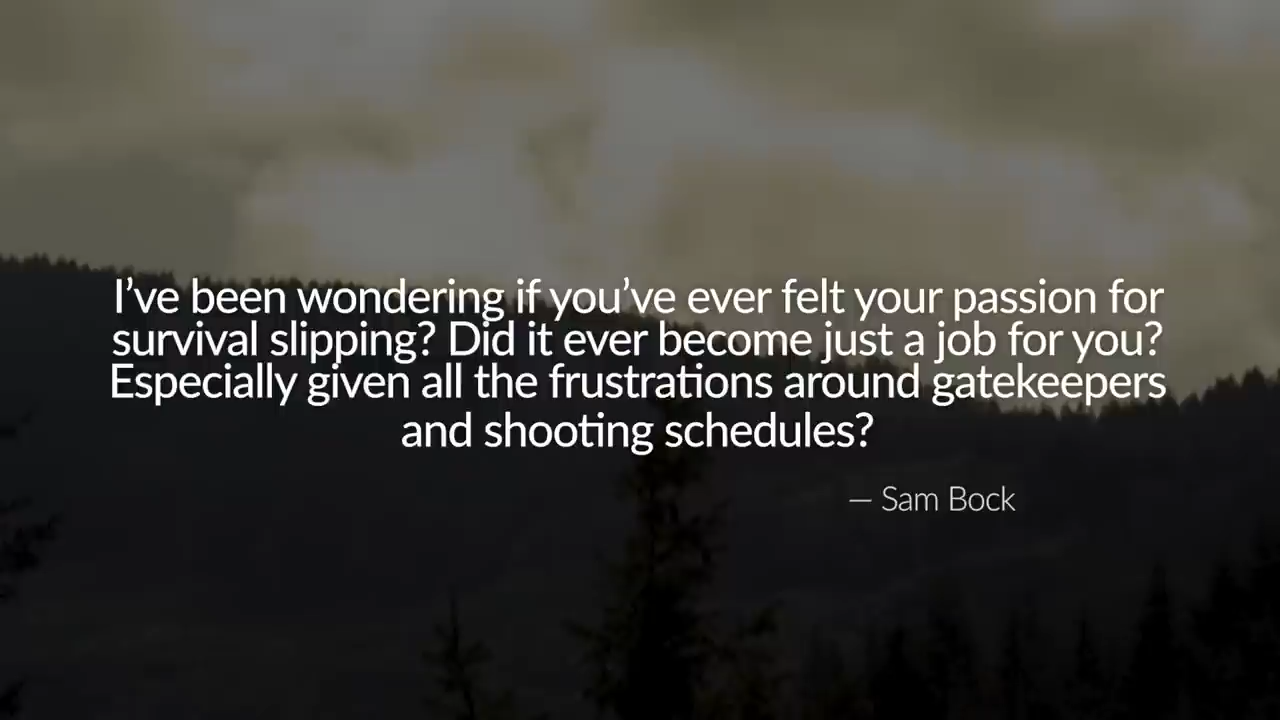 I’ve been wondering if you’ve ever felt your passion for
survival slipping? Did it ever become just a job for you?
Especially given all the frustrations around gatekeepers
and shooting schedules?
— Sam Bock